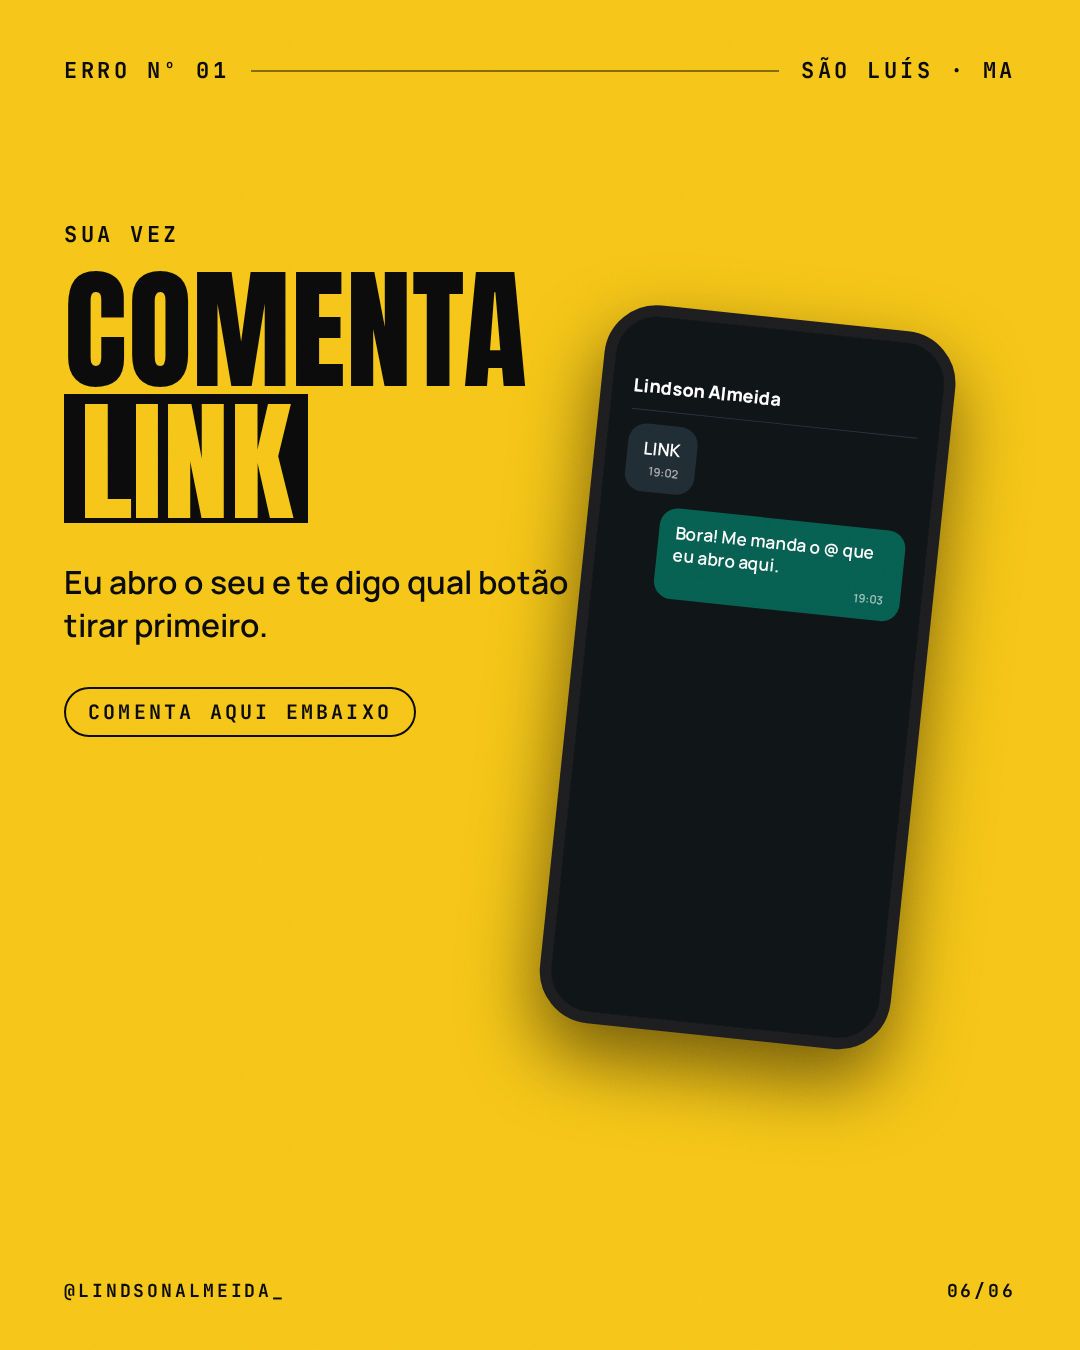 ERRO N° 01
SÃO LUÍS · MA
SUA VEZ
COMENTA
LINK
Eu abro o seu e te digo qual botão
tirar primeiro.
COMENTA AQUI EMBAIXO
Lindson Almeida
LINK
19:02
Bora! Me manda o @ que
eu abro aqui.
19:03
@LINDSONALMEIDA_
06/06